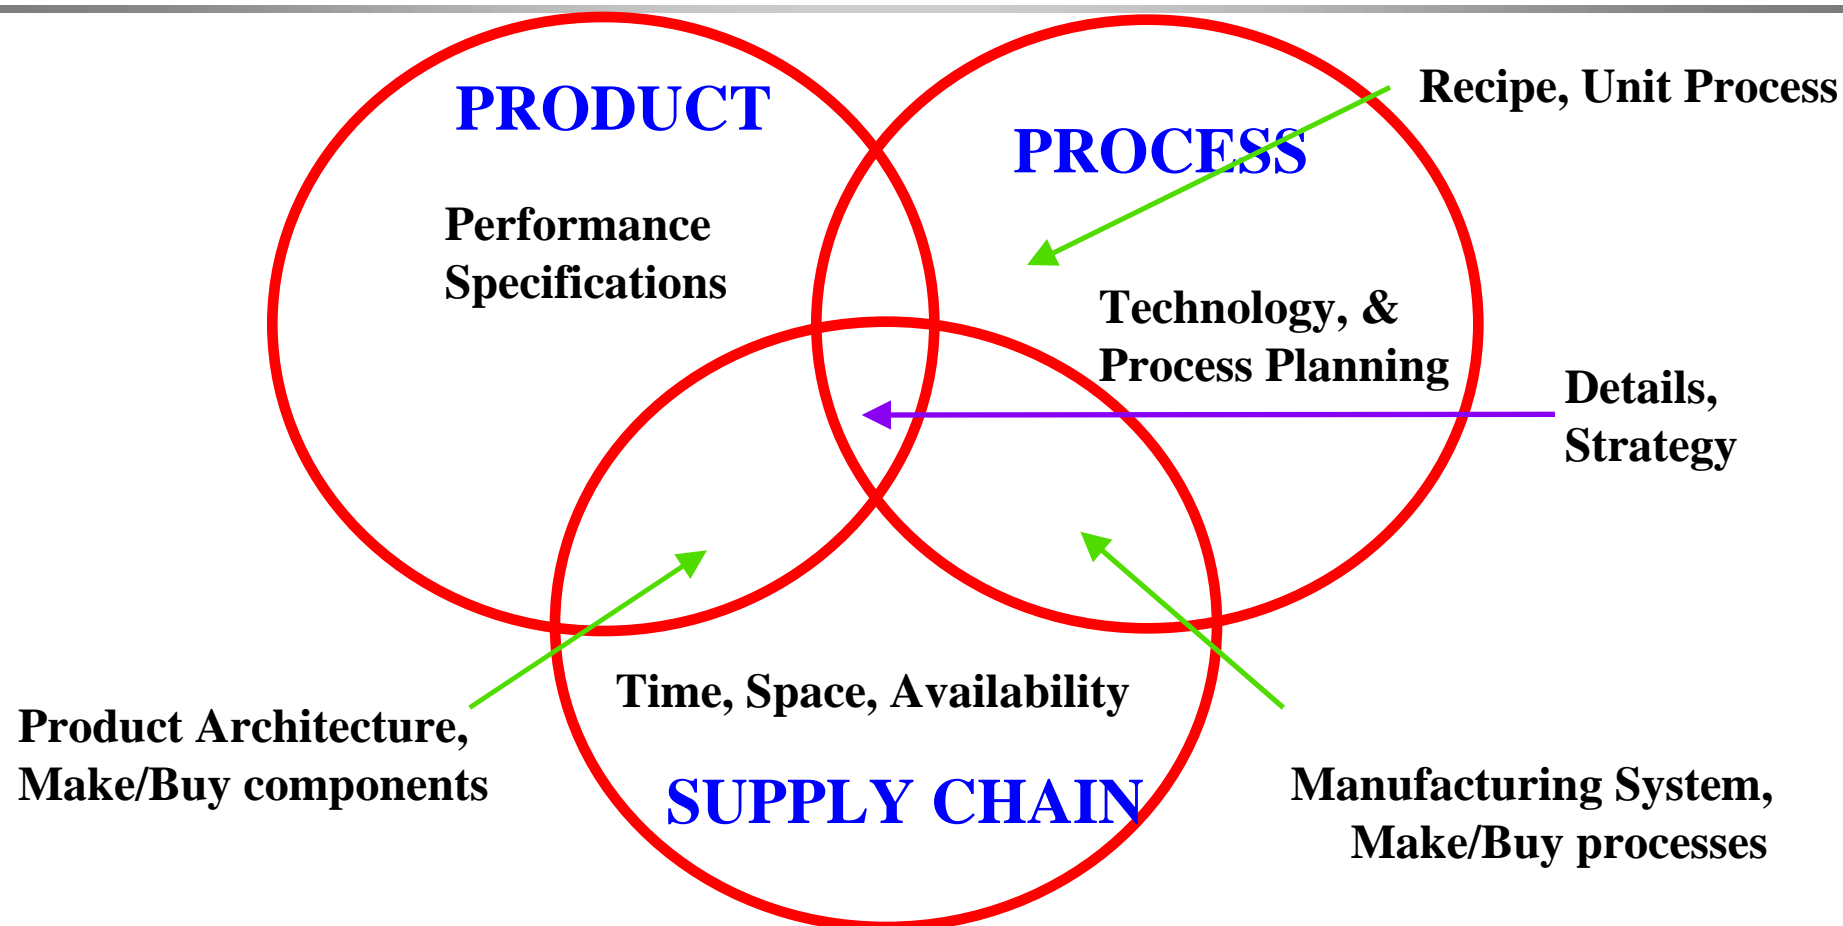 PRODUCT
Performance
Specifications
PROCESS
Recipe, Unit Process
Technology, &
Process Planning
Details,
Strategy
Time, Space, Availability
SUPPLY CHAIN
Product Architecture,
Make/Buy components
Manufacturing System,
Make/Buy processes